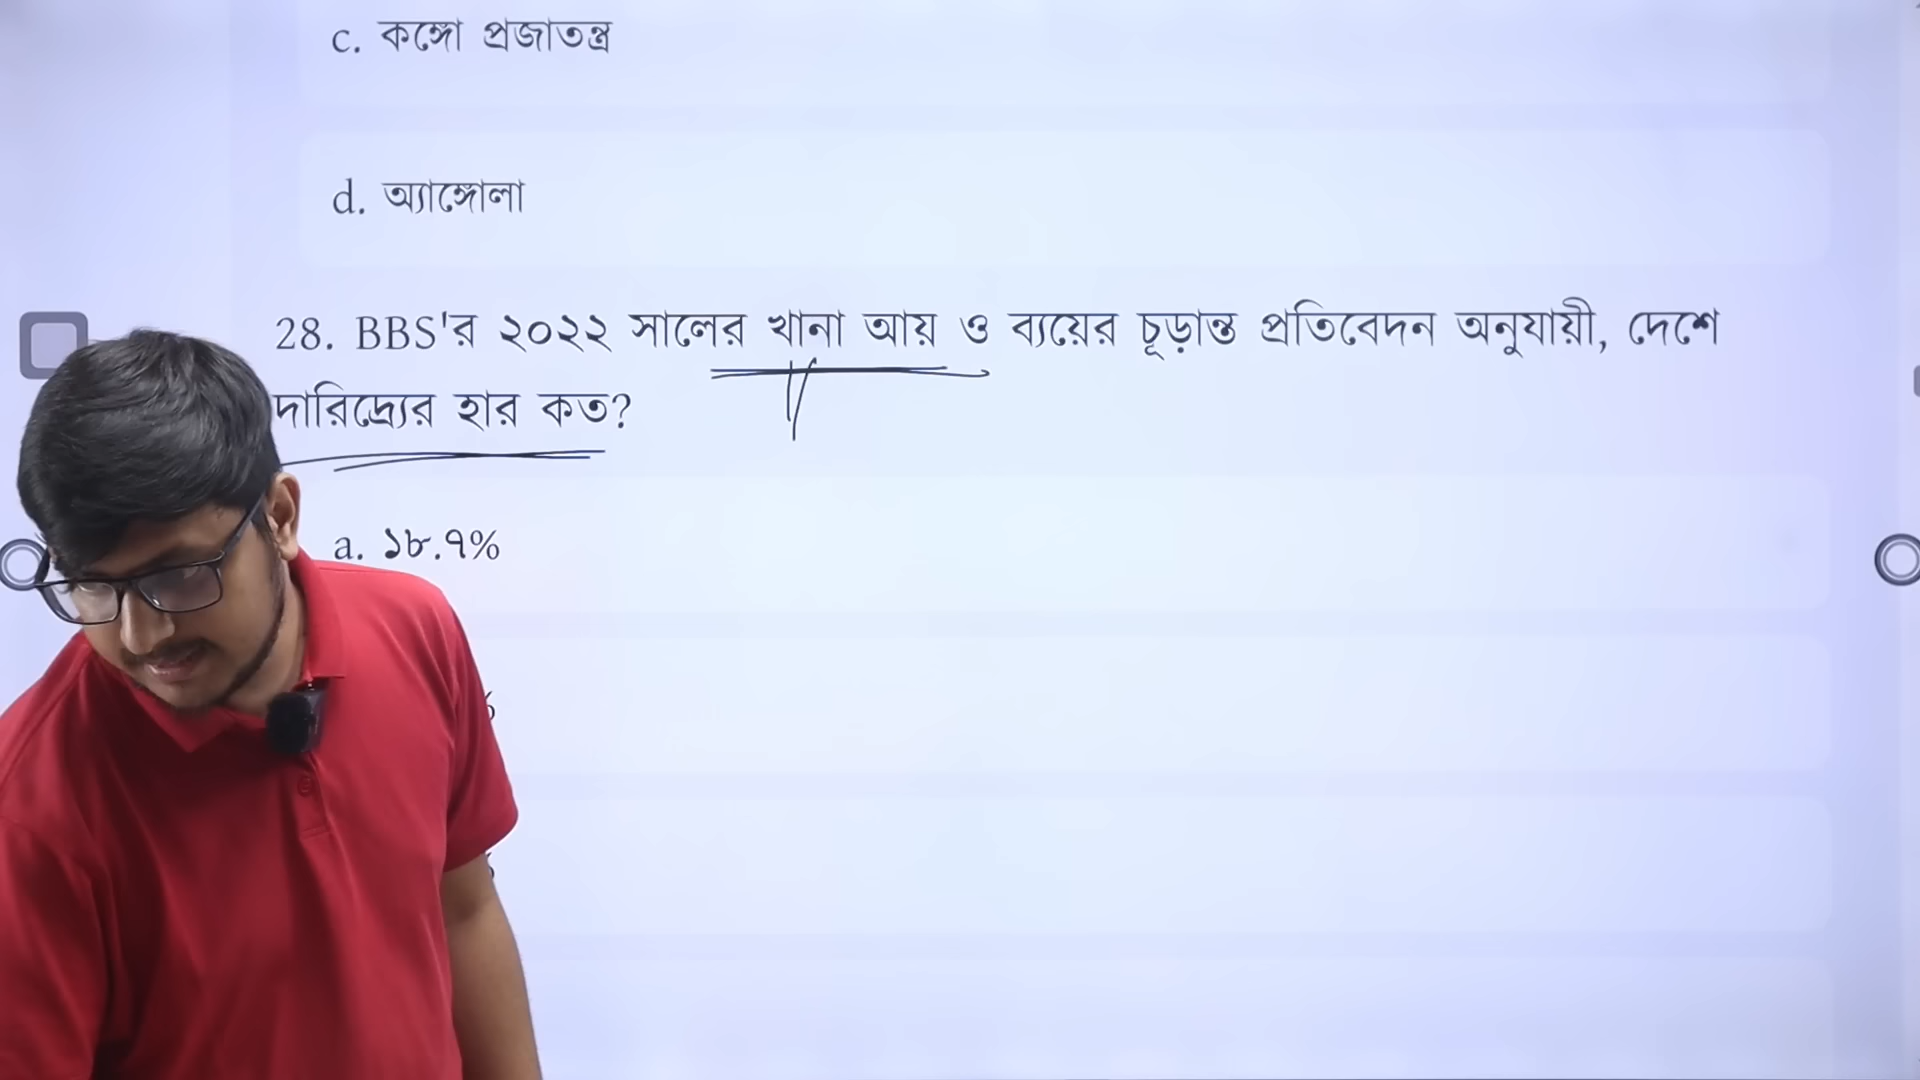 c. কঙ্গো প্রজাতন্ত্র
d. অ্যাঙ্গোলা
28. BBS'র ২০২২ সালের খানা আয় ও ব্যয়ের চূড়ান্ত প্রতিবেদন অনুযায়ী, দেশে
দারিদ্র্যের হার কত?
a. ১৮.৭%